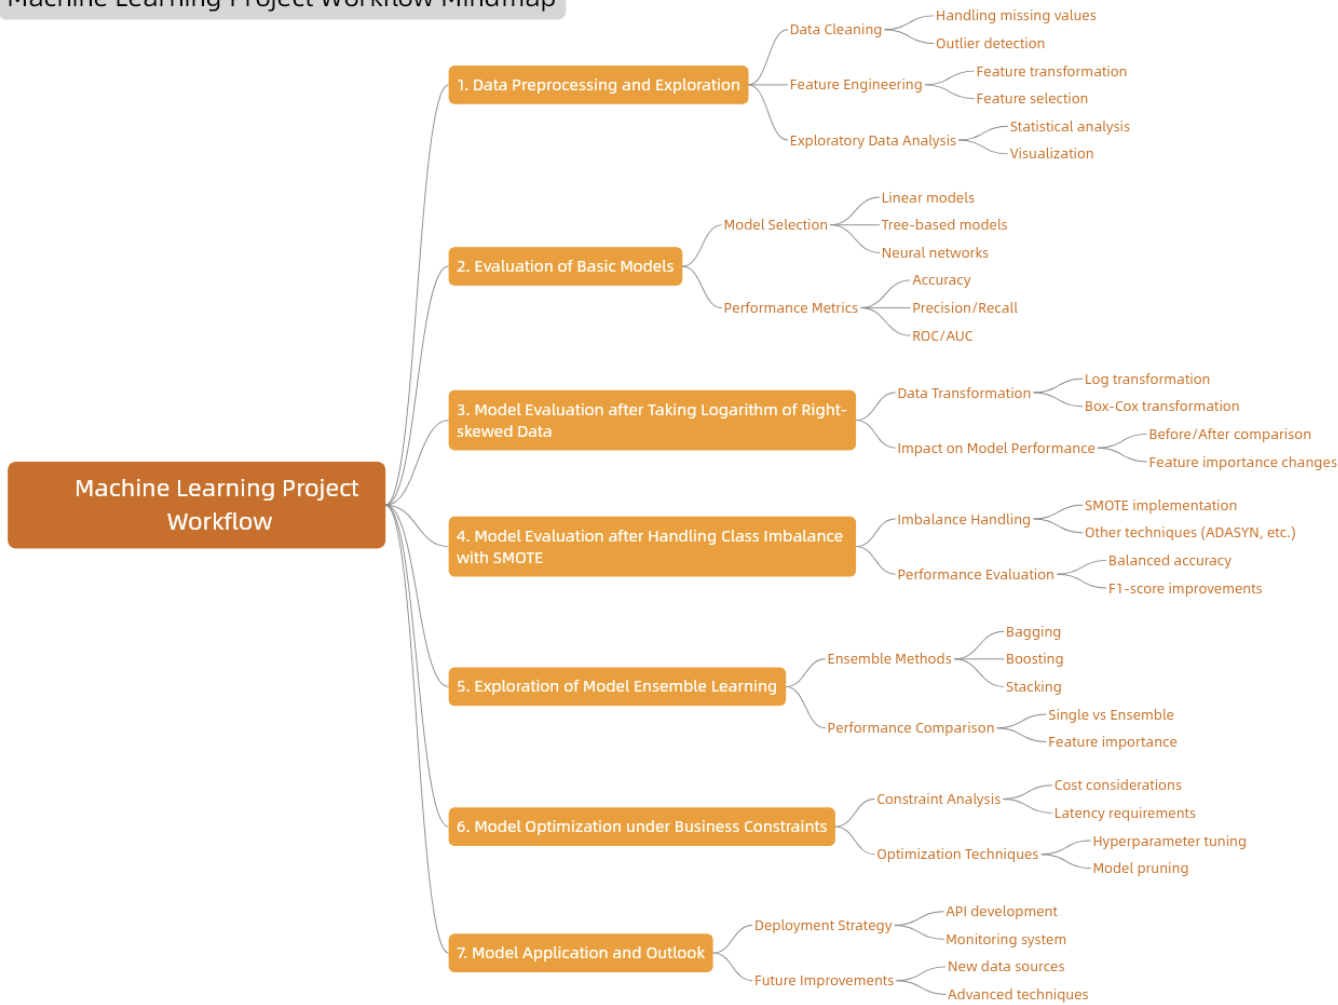 Machine Learning Project Workflow Mindmap
Machine Learning Project
Workflow
1. Data Preprocessing and Exploration
Data Cleaning
Handling missing values
Outlier detection
Feature Engineering
Feature transformation
Feature selection
Exploratory Data Analysis
Statistical analysis
Visualization
2. Evaluation of Basic Models
Model Selection
Linear models
Tree-based models
Neural networks
Performance Metrics
Accuracy
Precision/Recall
ROC/AUC
3. Model Evaluation after Taking Logarithm of Right-
skewed Data
Data Transformation
Log transformation
Box-Cox transformation
Impact on Model Performance
Before/After comparison
Feature importance changes
4. Model Evaluation after Handling Class Imbalance
with SMOTE
Imbalance Handling
SMOTE implementation
Other techniques (ADASYN, etc.)
Performance Evaluation
Balanced accuracy
F1-score improvements
5. Exploration of Model Ensemble Learning
Ensemble Methods
Bagging
Boosting
Stacking
Performance Comparison
Single vs Ensemble
Feature importance
6. Model Optimization under Business Constraints
Constraint Analysis
Cost considerations
Latency requirements
Optimization Techniques
Hyperparameter tuning
Model pruning
7. Model Application and Outlook
Deployment Strategy
API development
Monitoring system
Future Improvements
New data sources
Advanced techniques